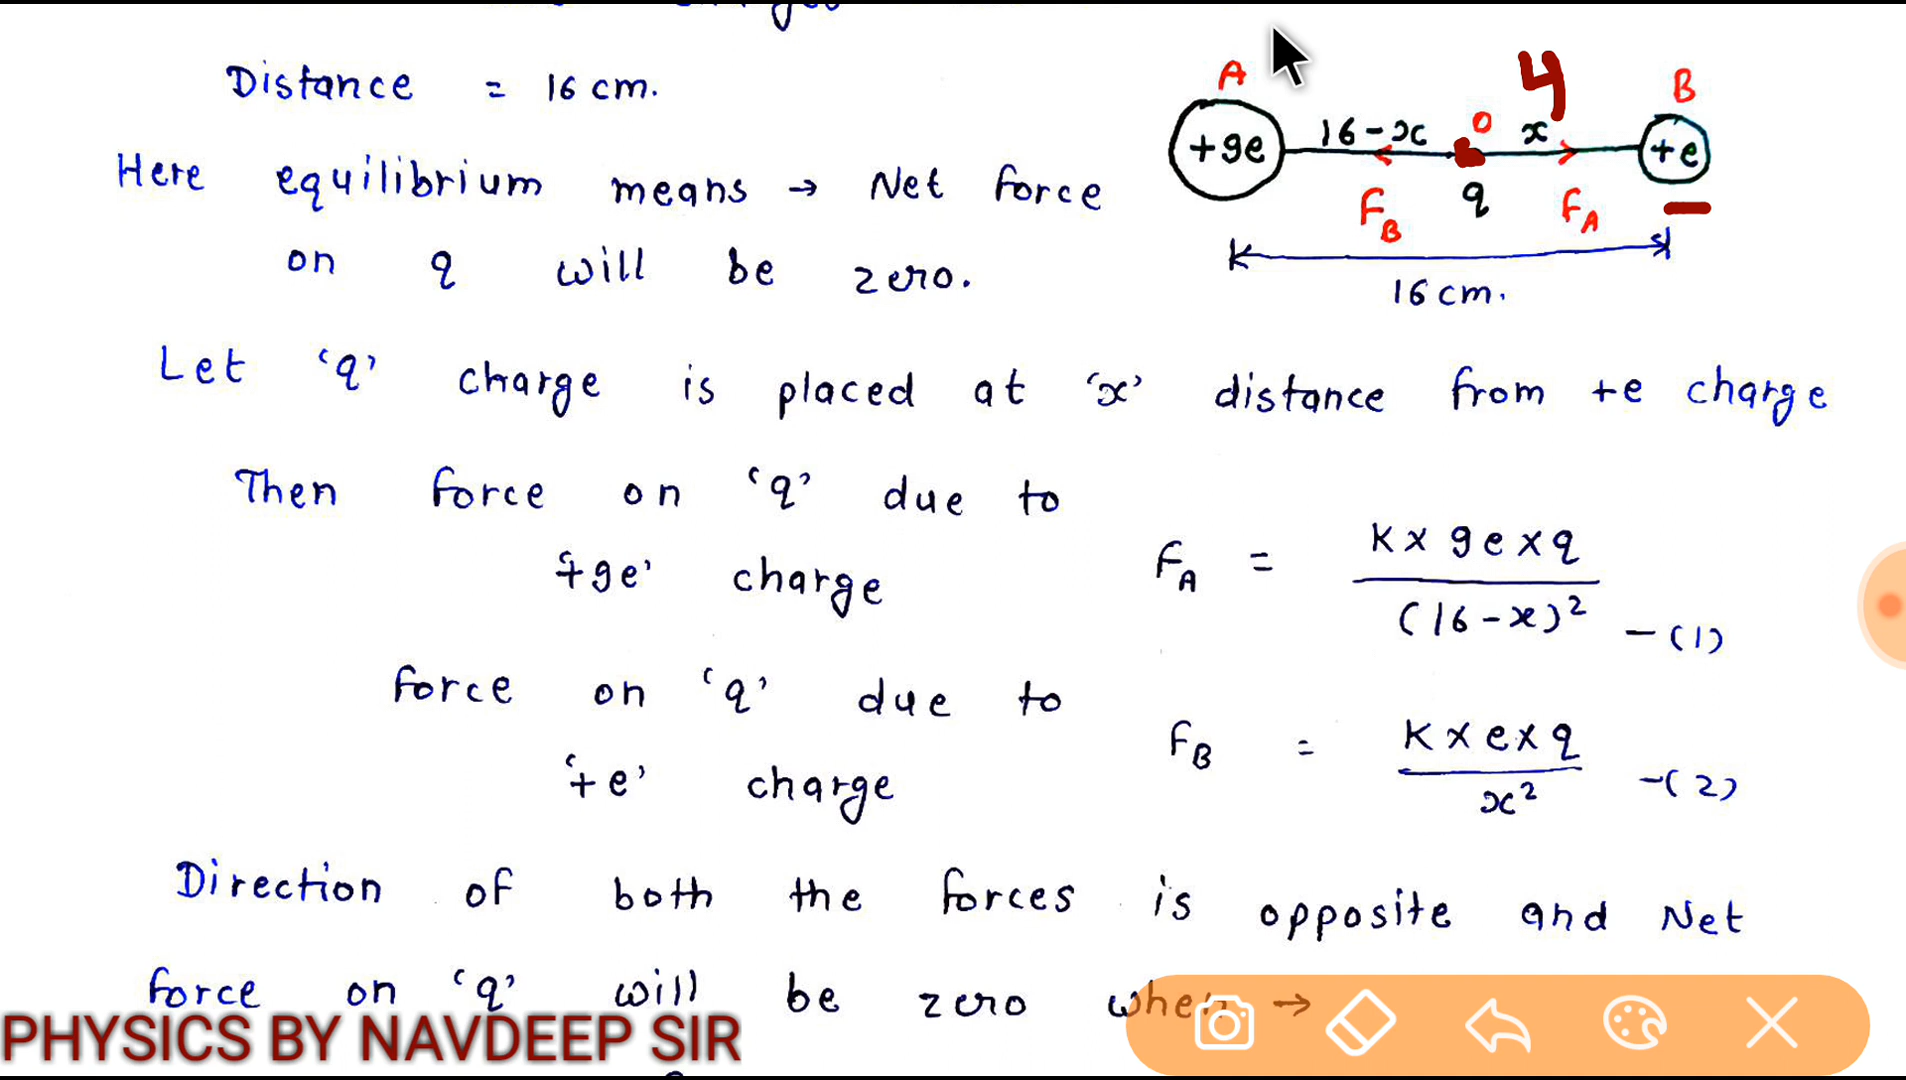 Distance = 16 cm.
Here equilibrium means → Net force
on q will be zero.
A 4 B
+9e 16-x O x +e
F_B q F_A
16 cm.
Let 'q' charge is placed at 'x' distance from +e charge
Then force on 'q' due to
'+9e' charge
F_A = K x 9e x q / (16-x)² -(1)
force on 'q' due to
'+e' charge
F_B = K x e x q / x² -(2)
Direction of both the forces is opposite and Net
force on 'q' will be zero when →
PHYSICS BY NAVDEEP SIR